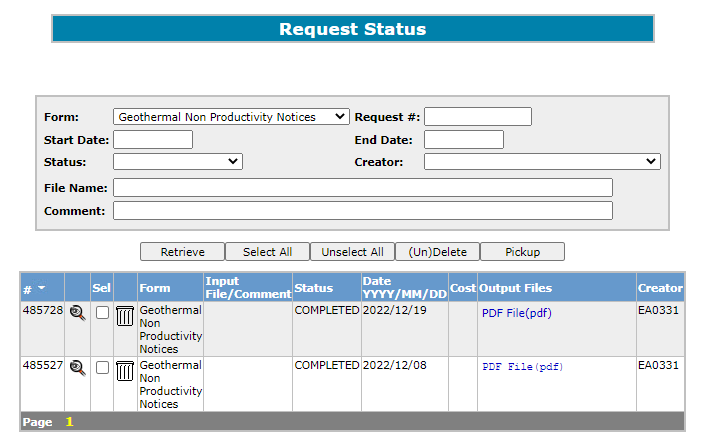 Request Status
Form: Geothermal Non Productivity Notices Request #:
Start Date: End Date:
Status: Creator:
File Name:
Comment:
Retrieve Select All Unselect All (Un)Delete Pickup
# Sel Form Input File/Comment Status Date YYYY/MM/DD Cost Output Files Creator
485728 Geothermal Non Productivity Notices COMPLETED 2022/12/19 PDF File(pdf) EA0331
485527 Geothermal Non Productivity Notices COMPLETED 2022/12/08 PDF File(pdf) EA0331
Page 1